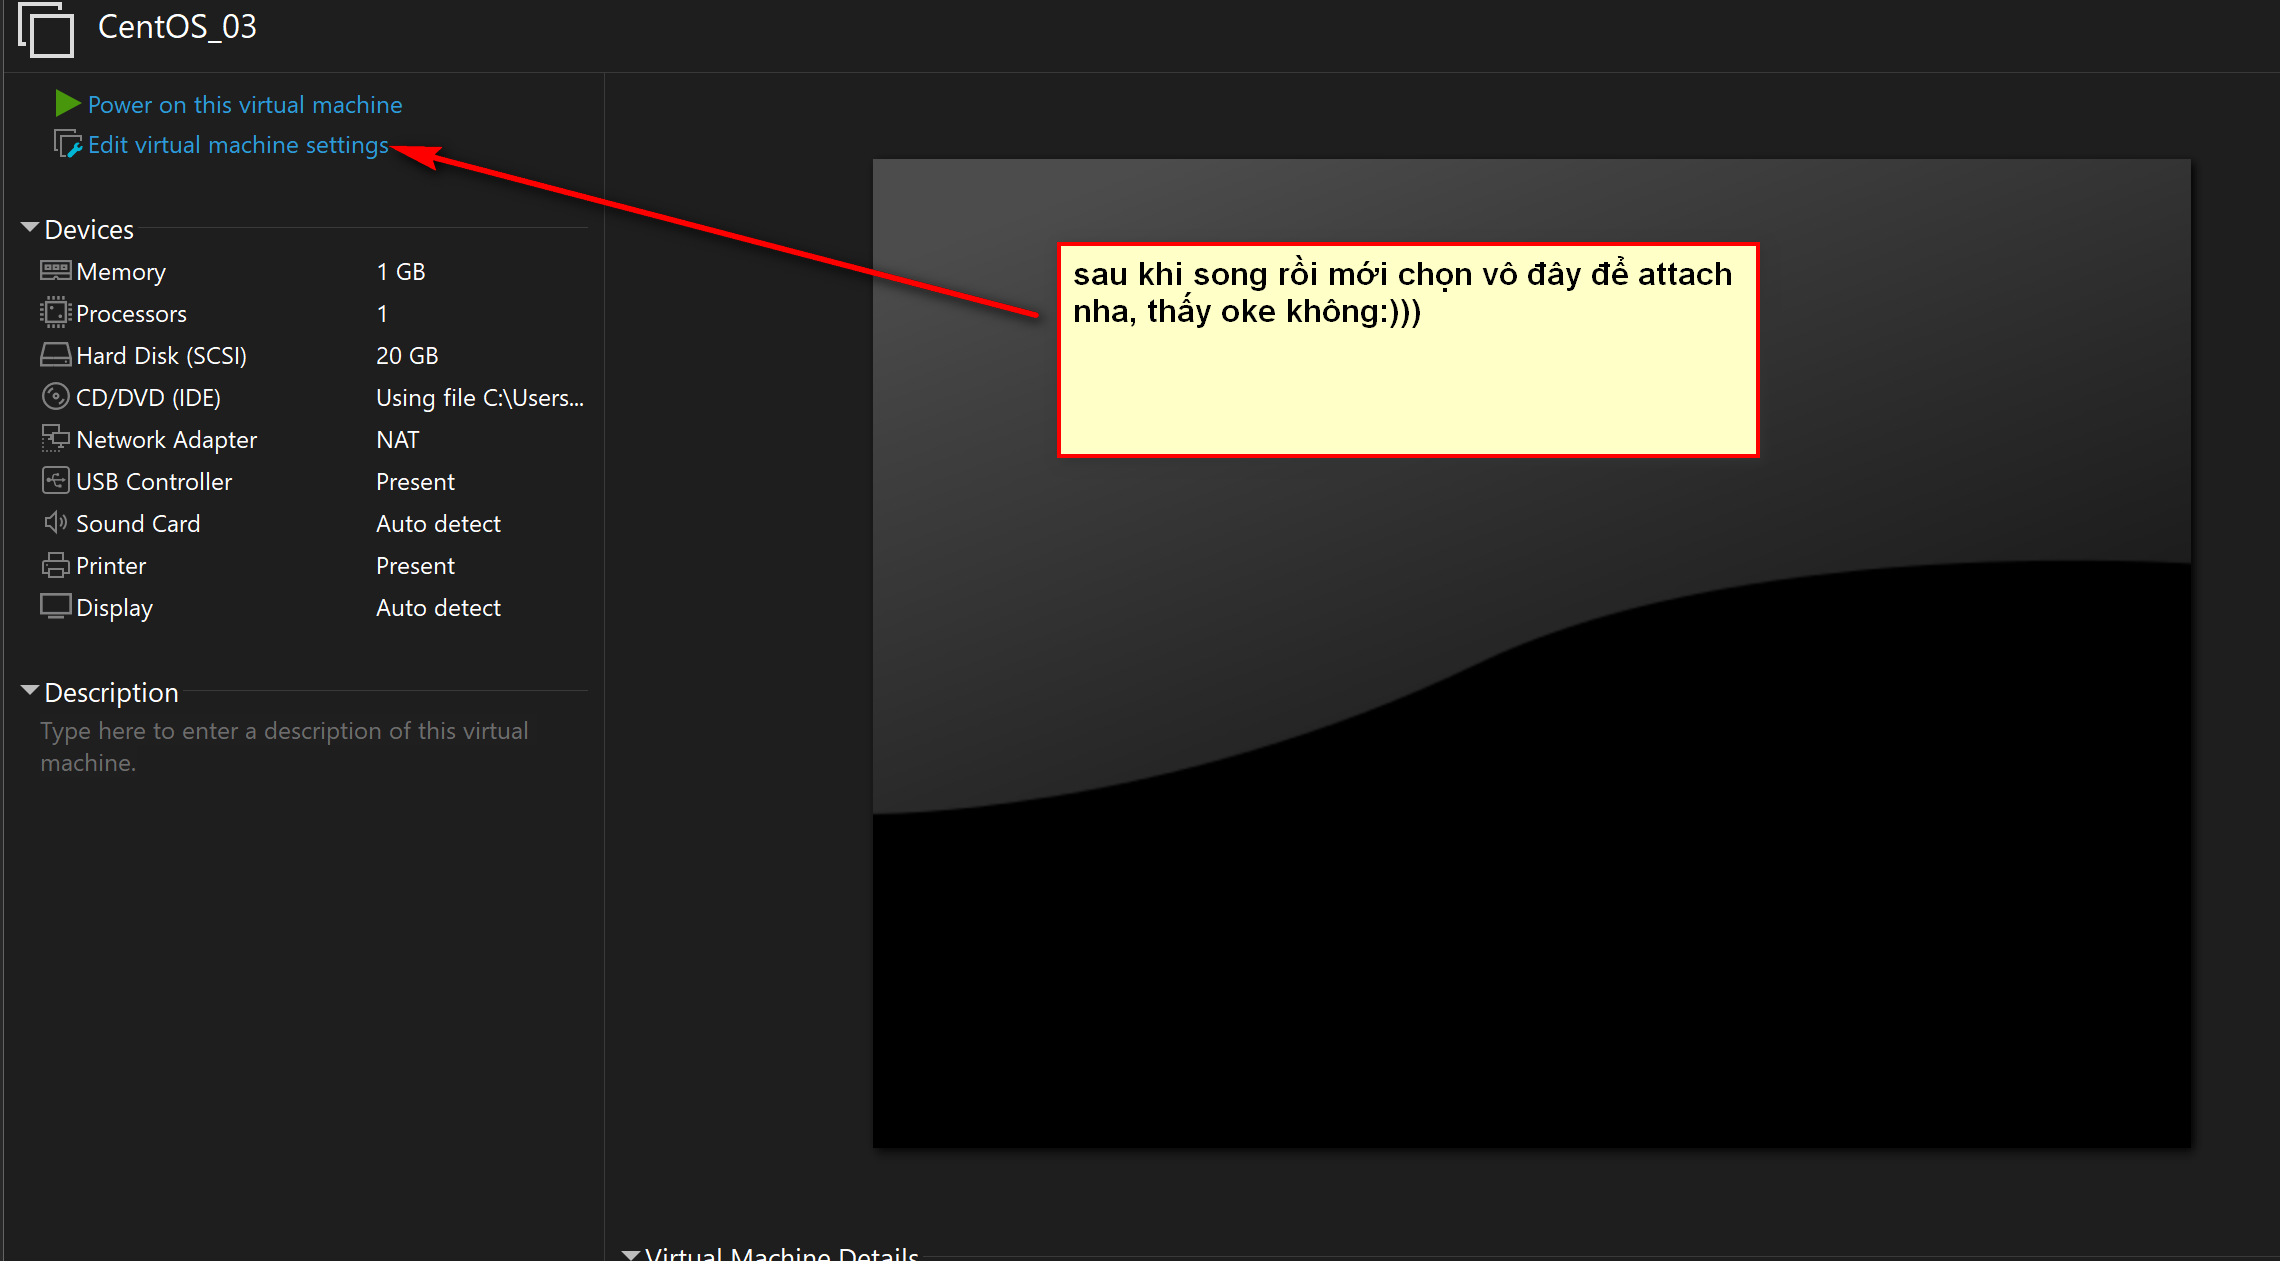 CentOS_03
Power on this virtual machine
Edit virtual machine settings
Devices
Memory 1 GB
Processors 1
Hard Disk (SCSI) 20 GB
CD/DVD (IDE) Using file C:\Users...
Network Adapter NAT
USB Controller Present
Sound Card Auto detect
Printer Present
Display Auto detect
Description
Type here to enter a description of this virtual
machine.
sau khi song rồi mới chọn vô đây để attach
nha, thấy oke không:)))
Virtual Machine Details